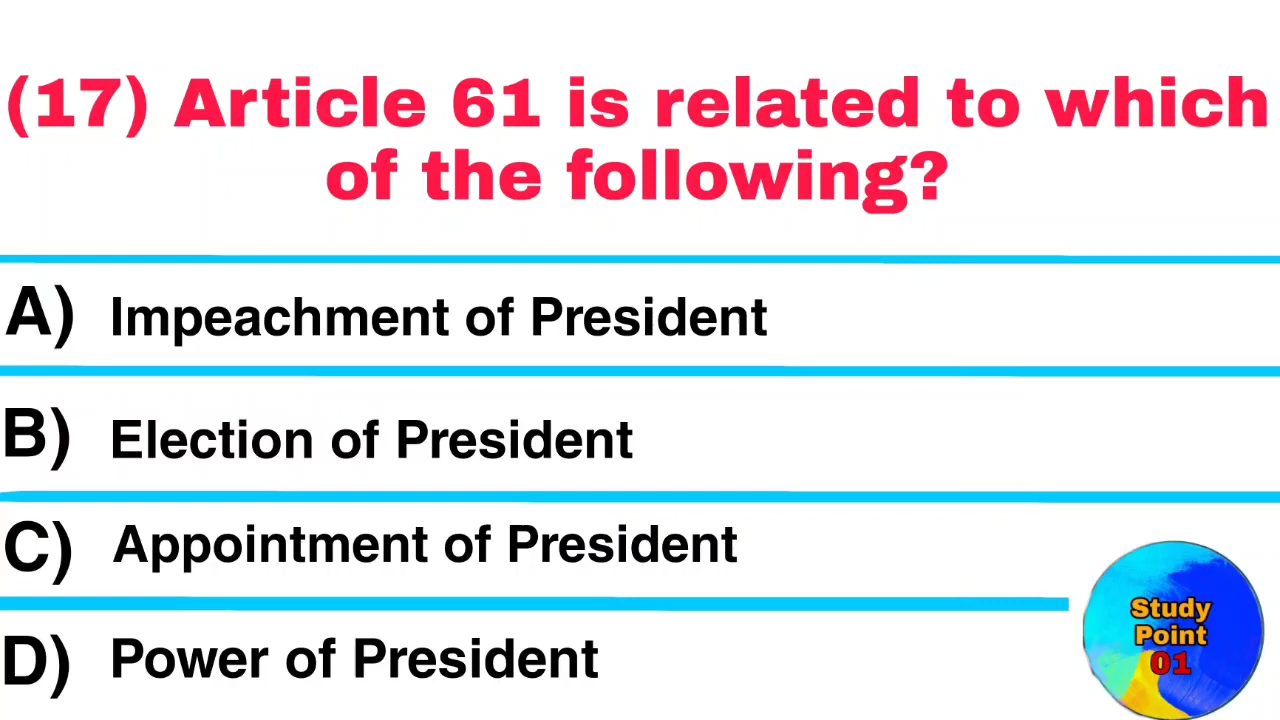 (17) Article 61 is related to which
of the following?
A) Impeachment of President
B) Election of President
C) Appointment of President
D) Power of President
Study
Point
01